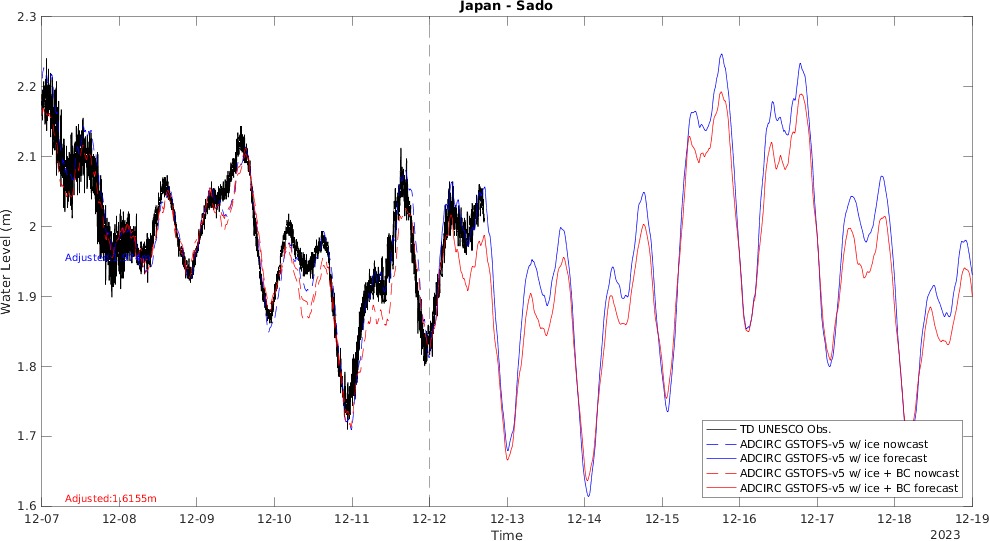 Japan - Sado
Water Level (m)
2.3
2.2
2.1
2
1.9
1.8
1.7
1.6
Adjusted:
Adjusted:1.6155m
TD UNESCO Obs.
ADCIRC GSTOFS-v5 w/ ice nowcast
ADCIRC GSTOFS-v5 w/ ice forecast
ADCIRC GSTOFS-v5 w/ ice + BC nowcast
ADCIRC GSTOFS-v5 w/ ice + BC forecast
12-07 12-08 12-09 12-10 12-11 12-12 12-13 12-14 12-15 12-16 12-17 12-18 12-19
Time
2023